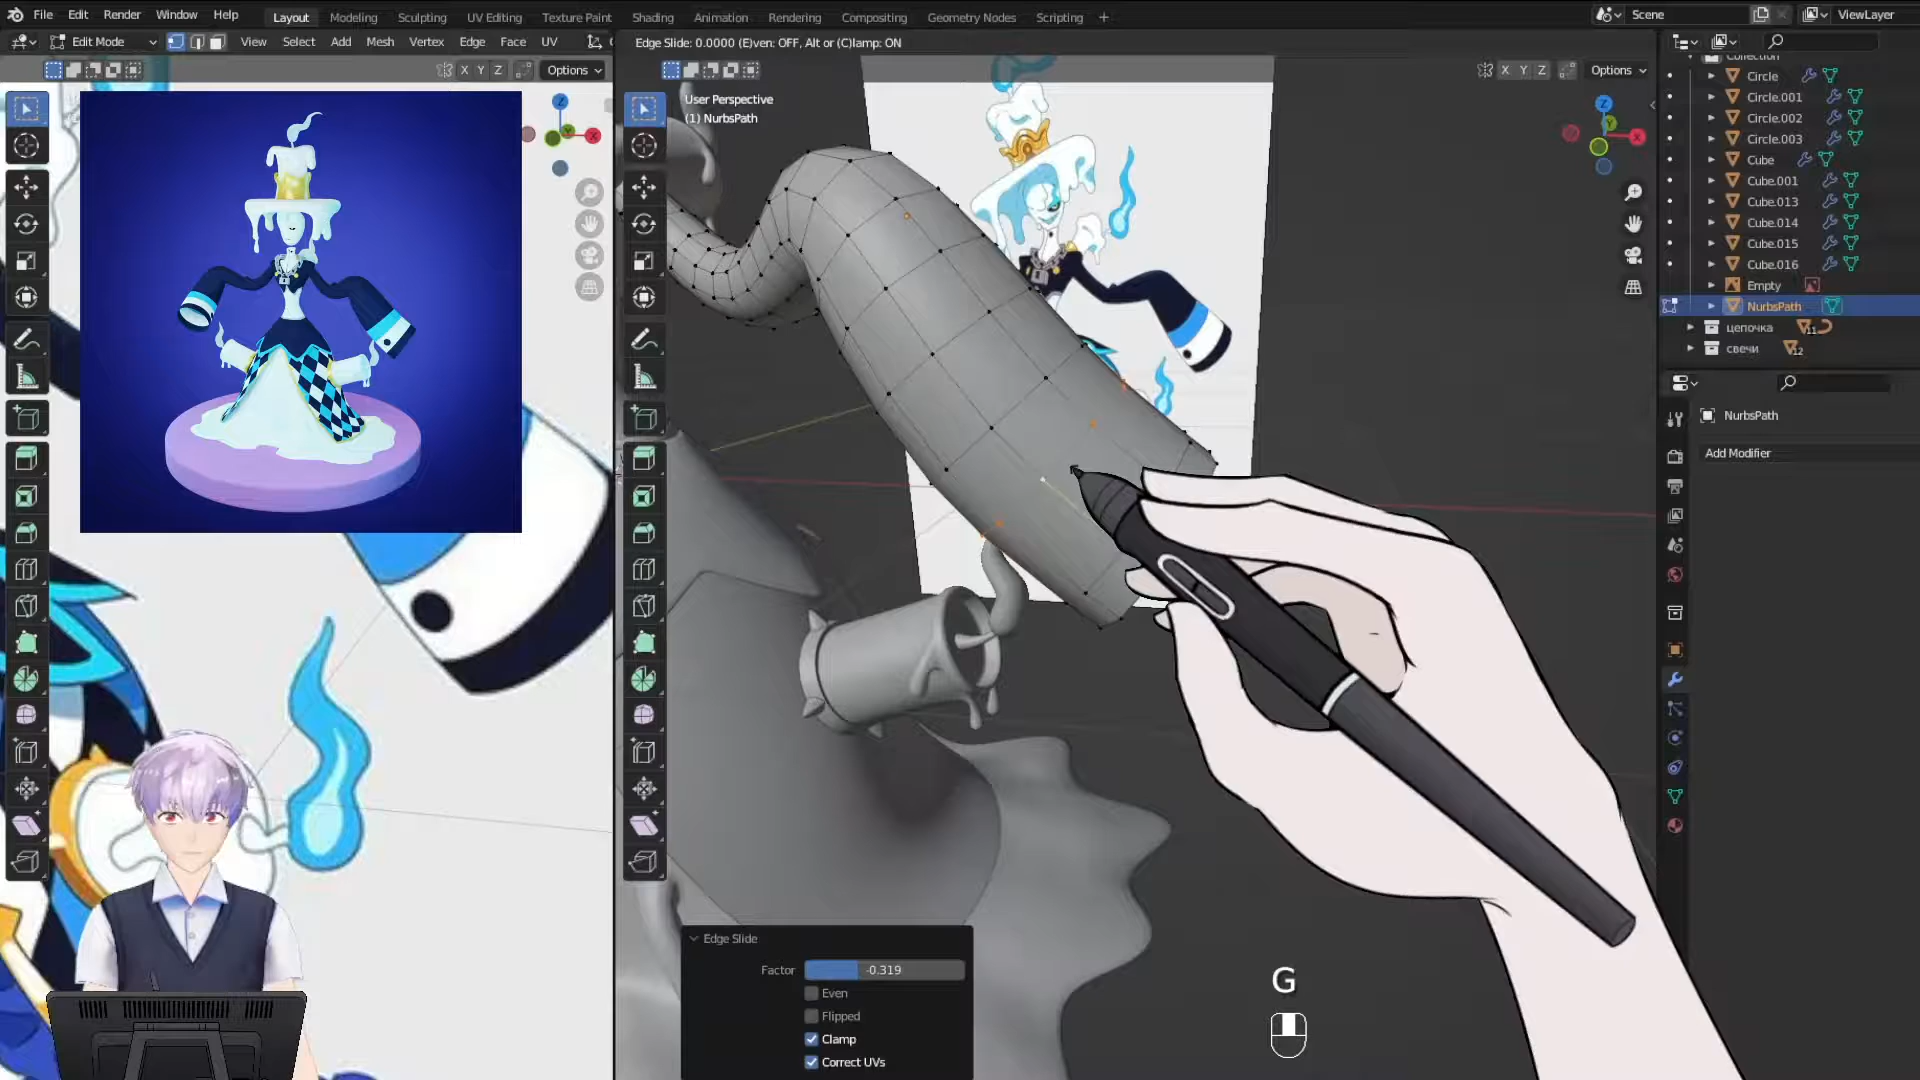 File Edit Render Window Help
Layout Modeling Sculpting UV Editing Texture Paint Shading Animation Rendering Compositing Geometry Nodes Scripting +
Scene
ViewLayer
Edit Mode View Select Add Mesh Vertex Edge Face UV
Edge Slide: 0.0000 (E)ven: OFF, Alt or (C)lamp: ON
X Y Z Options
X Y Z Options
User Perspective
(1) NurbsPath
Z
Y
X
Z
Y
X
Collection
Circle
Circle.001
Circle.002
Circle.003
Cube
Cube.001
Cube.013
Cube.014
Cube.015
Cube.016
Empty
NurbsPath
цепочка 11
свечи 12
NurbsPath
Add Modifier
Edge Slide
Factor -0.319
Even
Flipped
Clamp
Correct UVs
G